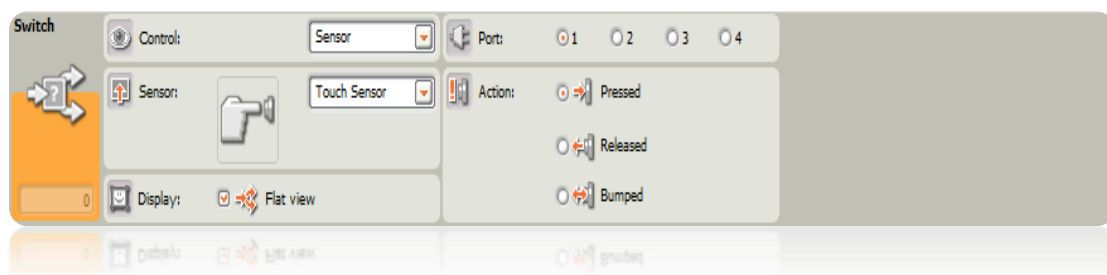 Switch
Control: Sensor
Port: 1 2 3 4
Sensor: Touch Sensor
Action: Pressed
Released
Display: Flat view
Bumped
0